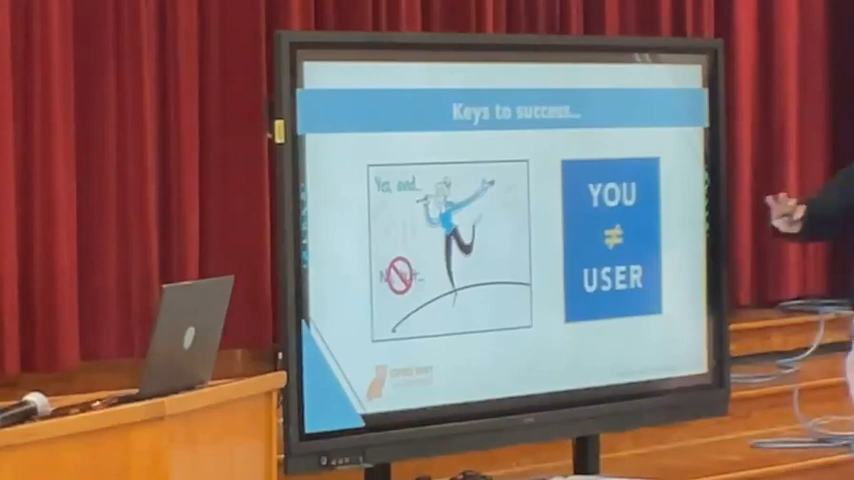 Keys to success...
Yes, and...
YOU
≠
USER